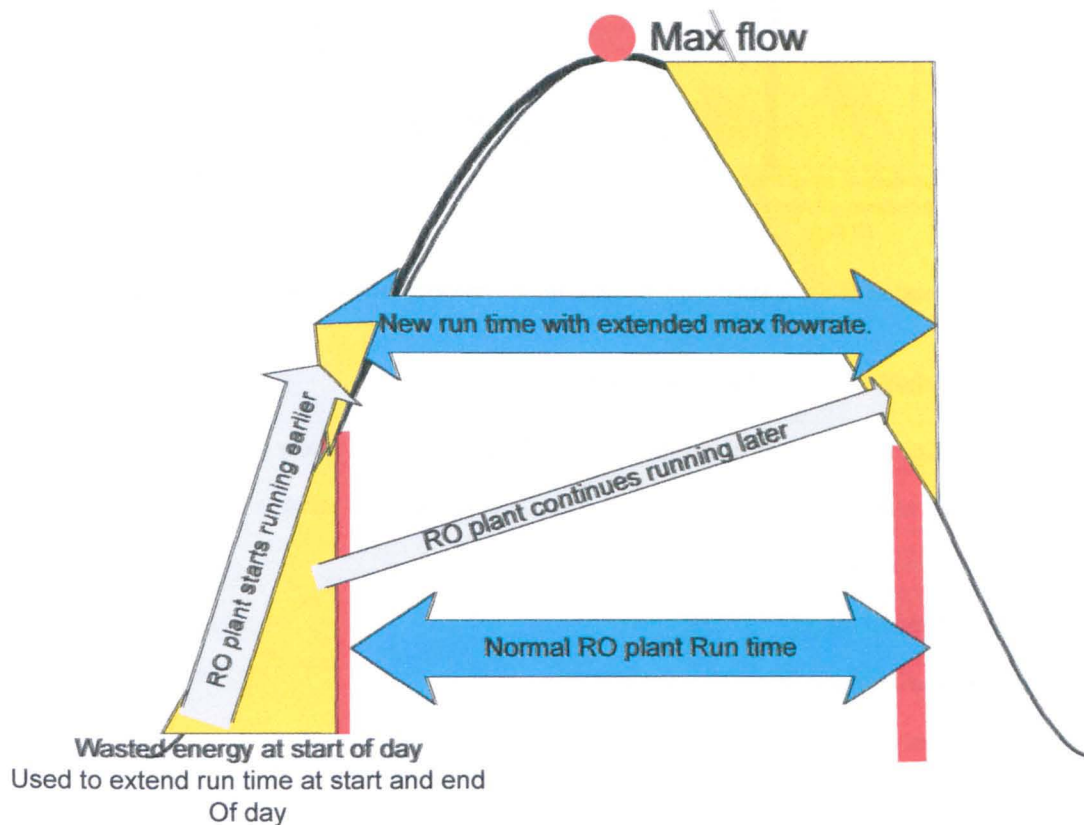 Max flow
New run time with extended max flowrate.
RO plant starts running earlier
RO plant continues running later
Normal RO plant Run time
Wasted energy at start of day
Used to extend run time at start and end
Of day